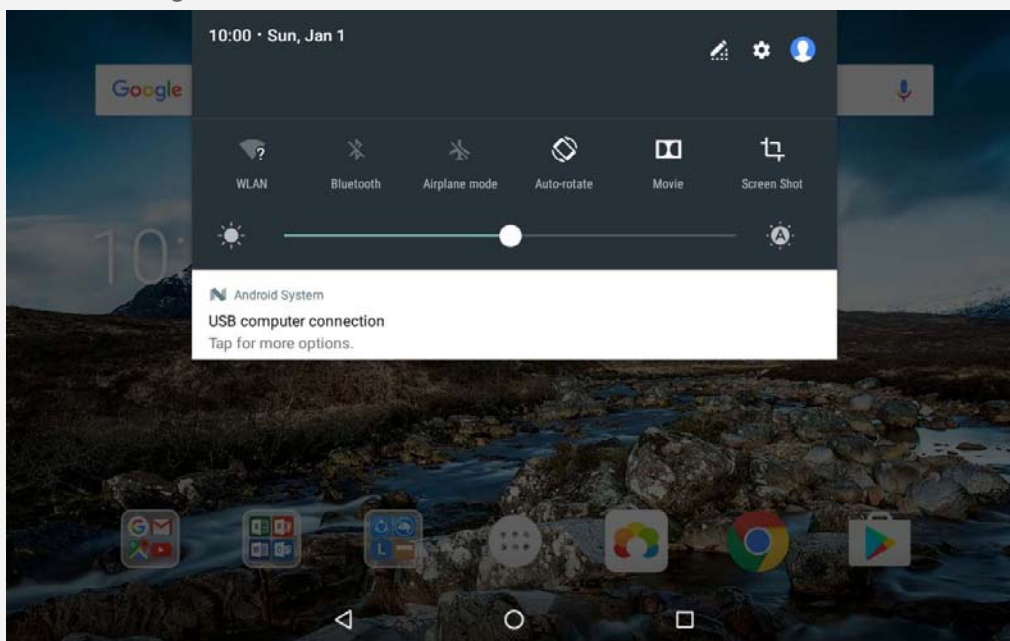 10:00 · Sun, Jan 1
Google
WLAN
Bluetooth
Airplane mode
Auto-rotate
Movie
Screen Shot
A
10:
Android System
USB computer connection
Tap for more options.